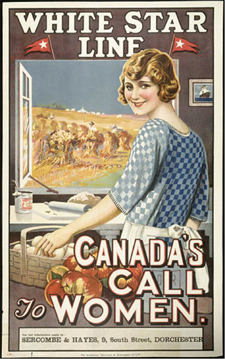 WHITE STAR
LINE
CANADA'S
CALL
To WOMEN.
SERCOMBE & HAYES, 9, South Street, DORCHESTER